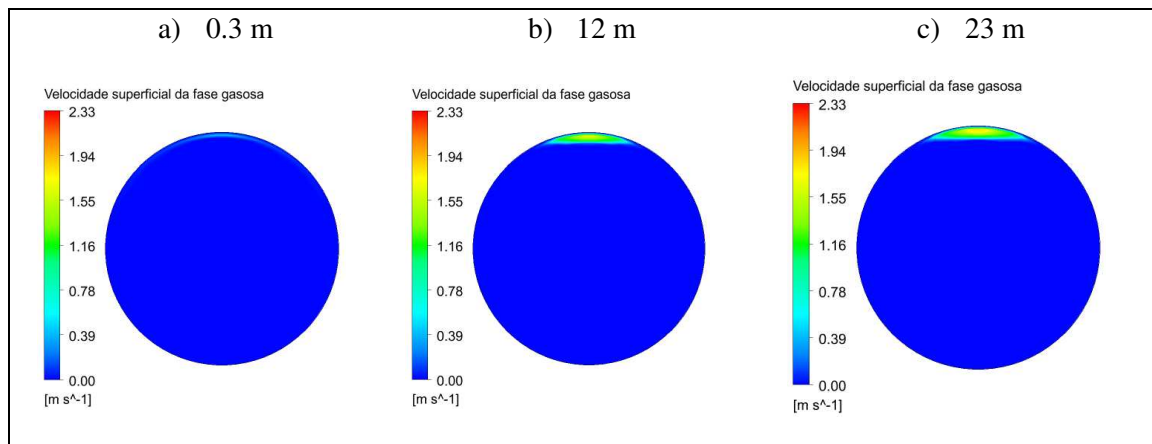 a) 0.3 m
b) 12 m
c) 23 m
Velocidade superficial da fase gasosa
2.33
1.94
1.55
1.16
0.78
0.39
0.00
[m s^-1]
Velocidade superficial da fase gasosa
2.33
1.94
1.55
1.16
0.78
0.39
0.00
[m s^-1]
Velocidade superficial da fase gasosa
2.33
1.94
1.55
1.16
0.78
0.39
0.00
[m s^-1]